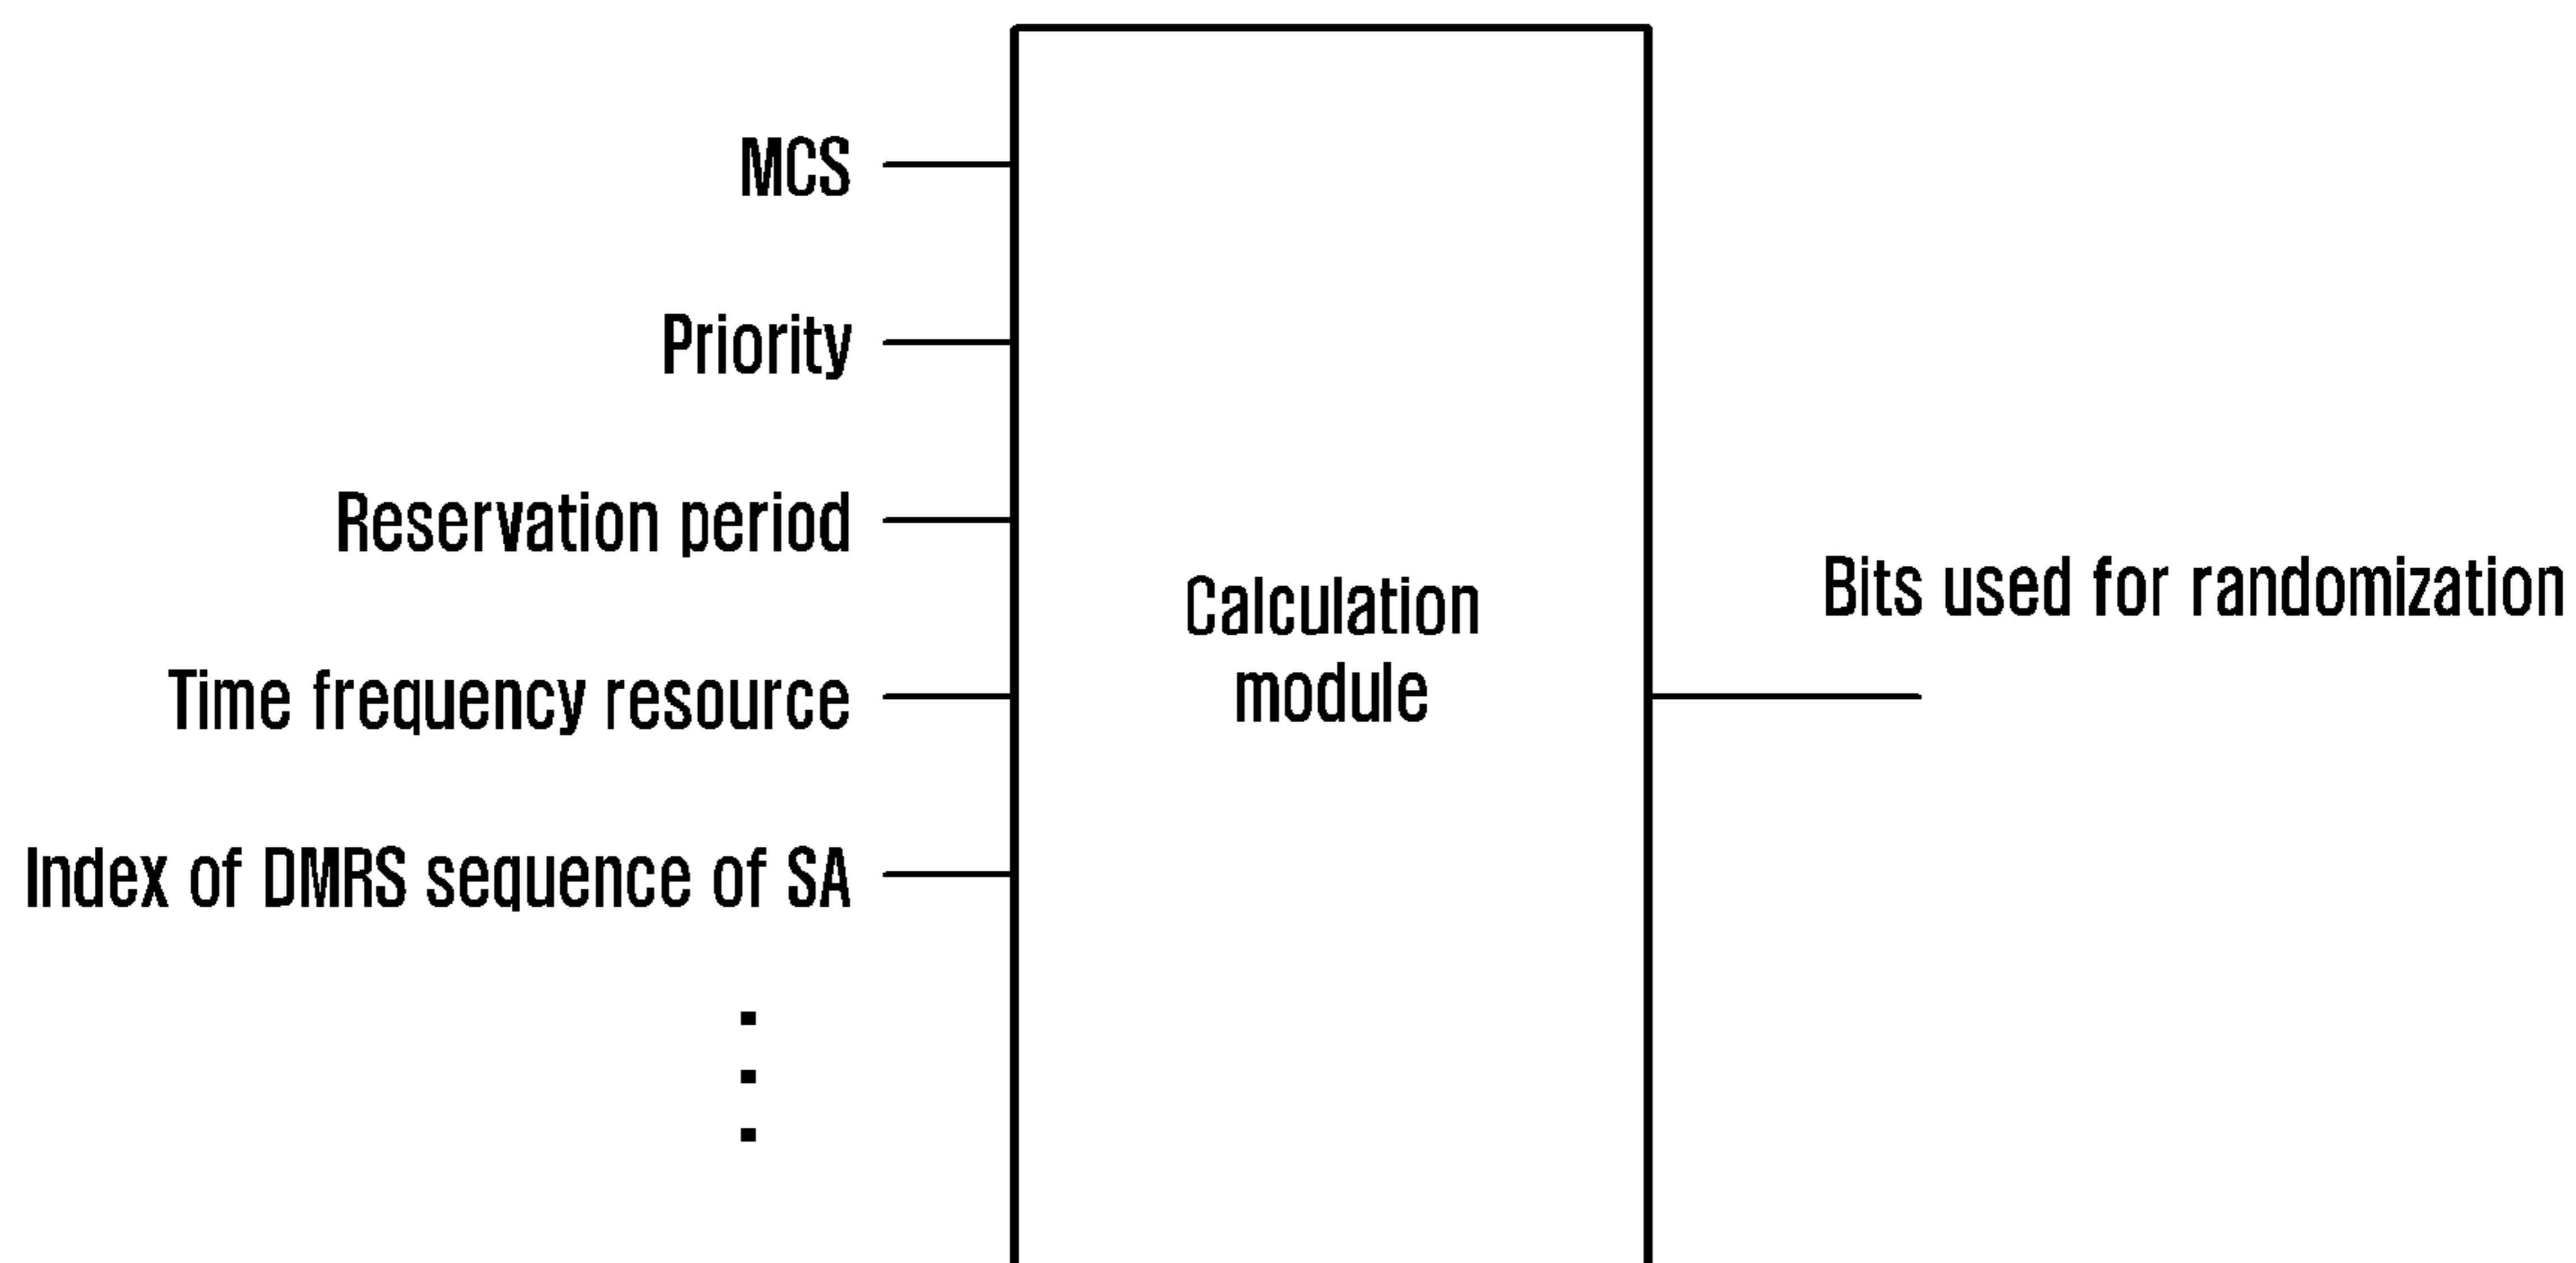 MCS
Priority
Reservation period
Time frequency resource
Index of DMRS sequence of SA
Calculation
module
Bits used for randomization